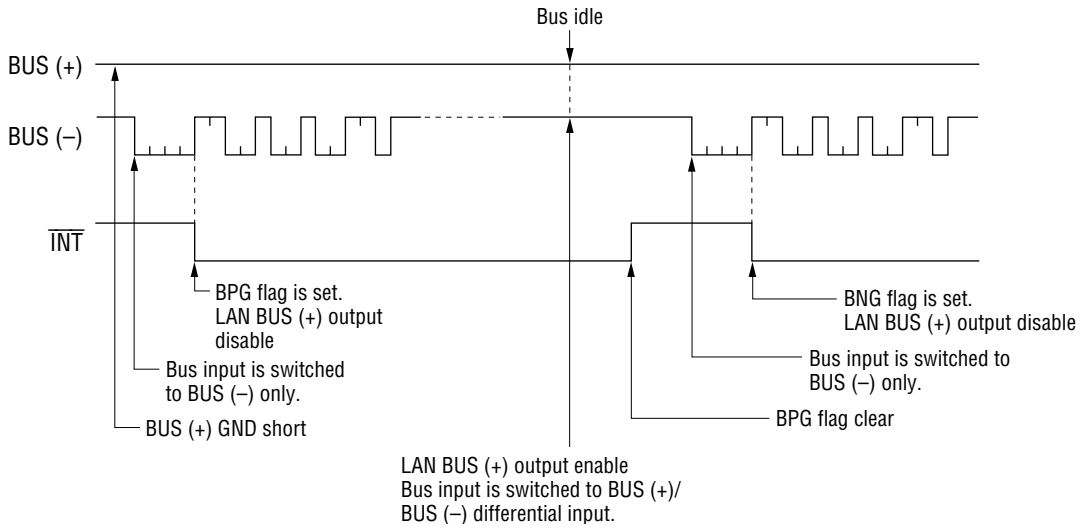 Bus idle
BUS (+)
BUS (–)
INT
BPG flag is set.
LAN BUS (+) output
disable
BNG flag is set.
LAN BUS (+) output disable
Bus input is switched
to BUS (–) only.
Bus input is switched to
BUS (–) only.
BUS (+) GND short
BPG flag clear
LAN BUS (+) output enable
Bus input is switched to BUS (+)/
BUS (–) differential input.